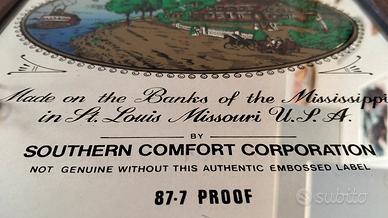 Made on the Banks of the Mississippi
in St. Louis Missouri U.S.A.
BY
SOUTHERN COMFORT CORPORATION
NOT GENUINE WITHOUT THIS AUTHENTIC EMBOSSED LABEL
87·7 PROOF
subito